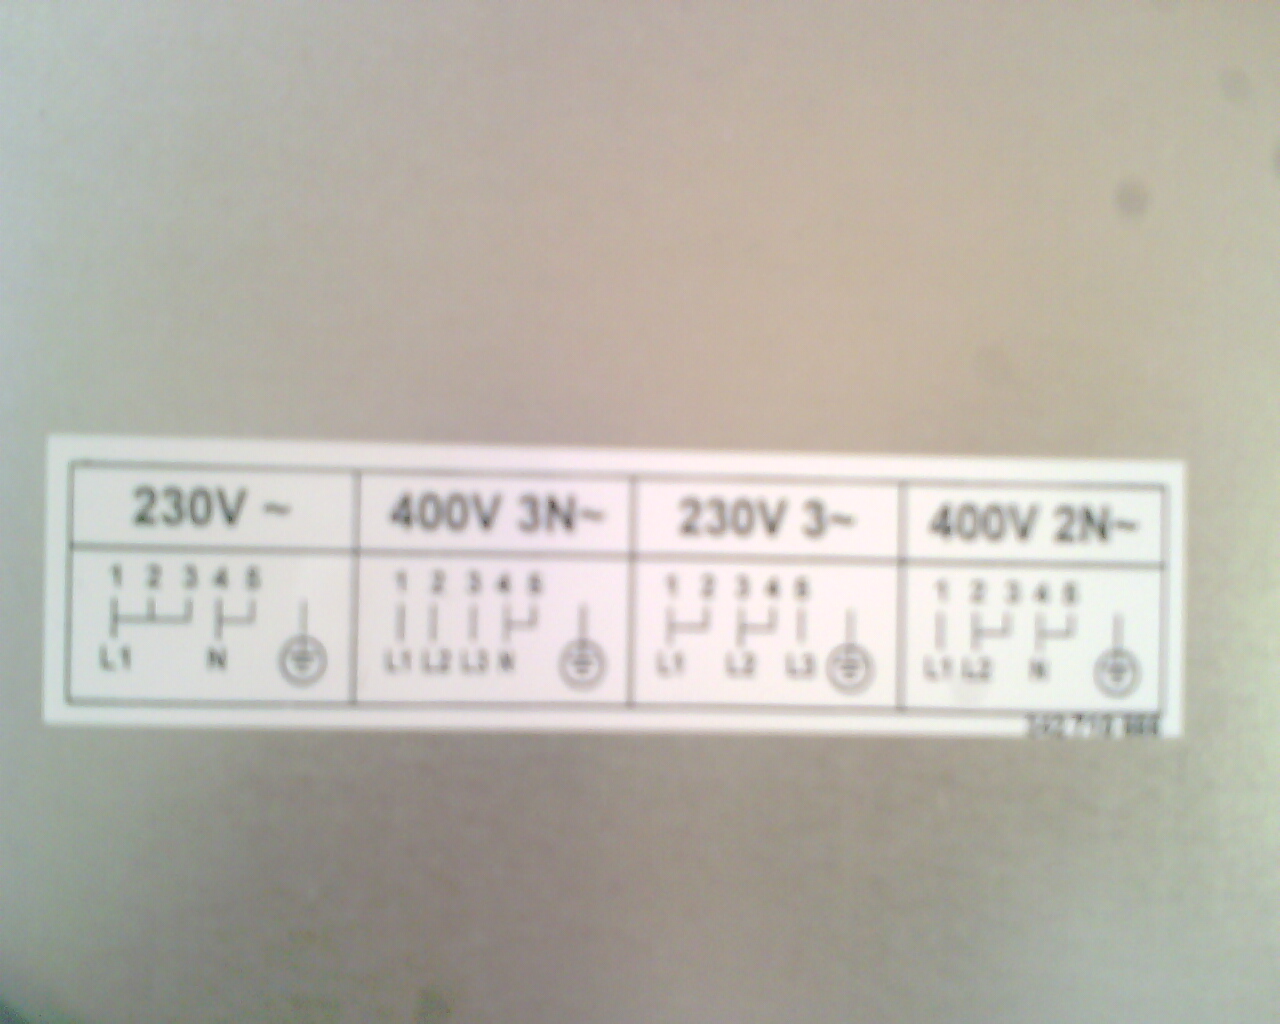 230V ~
400V 3N~
230V 3~
400V 2N~
1 2 3 4 5
1 2 3 4 5
1 2 3 4 5
1 2 3 4 5
L1 N
L1 L2 L3 N
L1 L2 L3
L1 L2 N